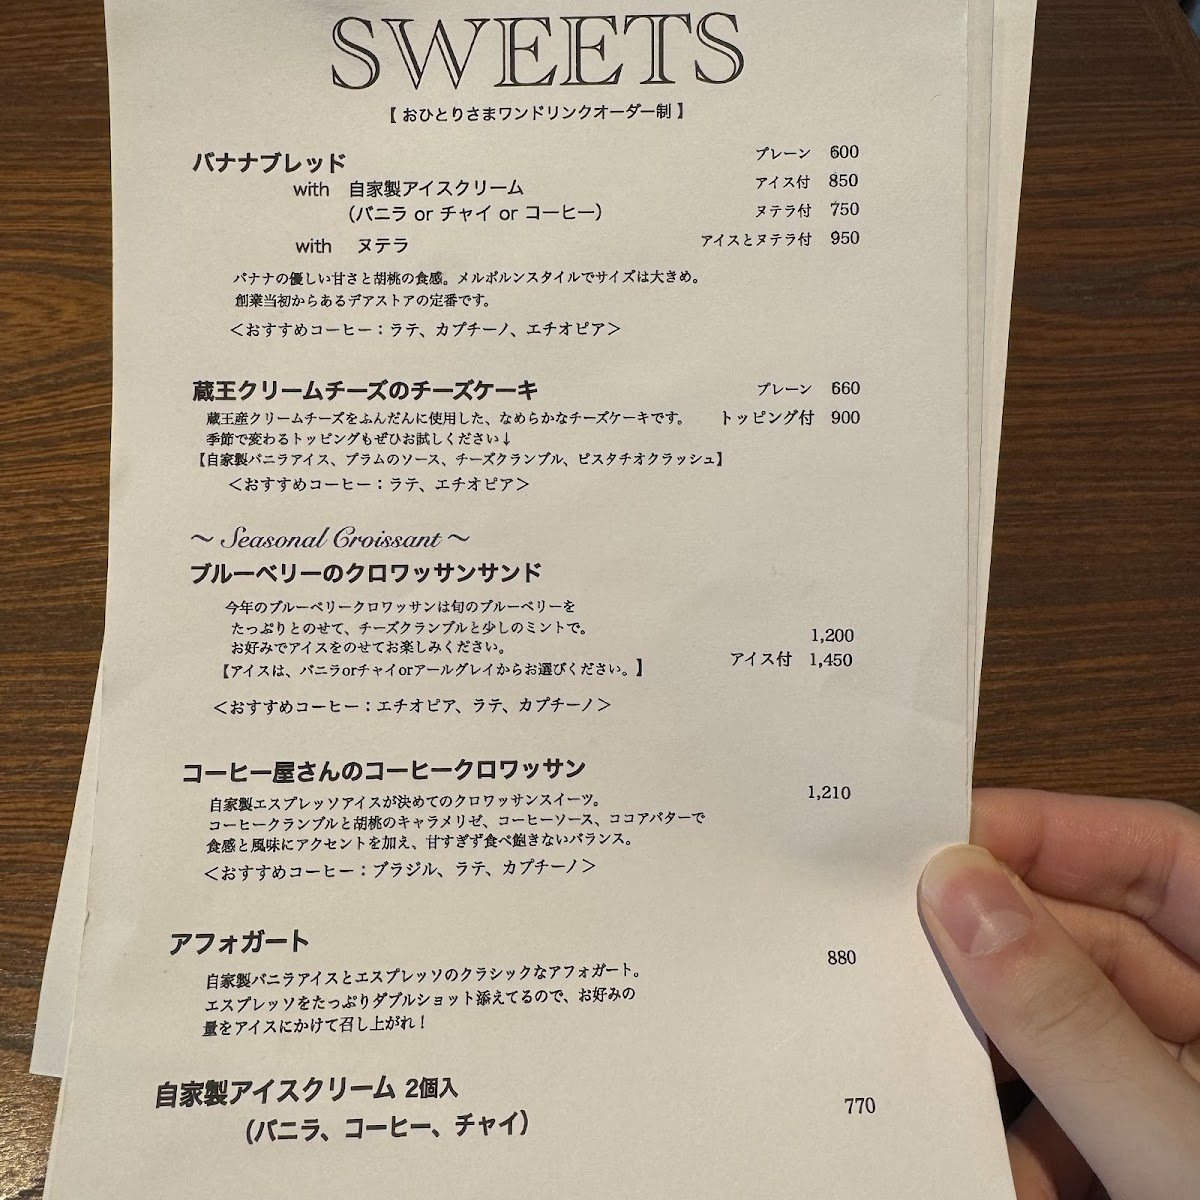 SWEETS
【 おひとりさまワンドリンクオーダー制 】
バナナブレッド
with 自家製アイスクリーム
(バニラ or チャイ or コーヒー)
with ヌテラ
プレーン 600
アイス付 850
ヌテラ付 750
アイスとヌテラ付 950
バナナの優しい甘さと胡桃の食感。メルボルンスタイルでサイズは大きめ。
創業当初からあるデアストアの定番です。
＜おすすめコーヒー：ラテ、カプチーノ、エチオピア＞
蔵王クリームチーズのチーズケーキ
プレーン 660
トッピング付 900
蔵王産クリームチーズをふんだんに使用した、なめらかなチーズケーキです。
季節で変わるトッピングもぜひお試しください↓
【自家製バニラアイス、プラムのソース、チーズクランブル、ピスタチオクラッシュ】
＜おすすめコーヒー：ラテ、エチオピア＞
～ Seasonal Croissant ～
ブルーベリーのクロワッサンサンド
今年のブルーベリークロワッサンは旬のブルーベリーを
たっぷりとのせて、チーズクランブルと少しのミントで。
お好みでアイスをのせてお楽しみください。
【アイスは、バニラorチャイorアールグレイからお選びください。】
1,200
アイス付 1,450
＜おすすめコーヒー：エチオピア、ラテ、カプチーノ＞
コーヒー屋さんのコーヒークロワッサン
1,210
自家製エスプレッソアイスが決めてのクロワッサンスイーツ。
コーヒークランブルと胡桃のキャラメリゼ、コーヒーソース、ココアバターで
食感と風味にアクセントを加え、甘すぎず食べ飽きないバランス。
＜おすすめコーヒー：ブラジル、ラテ、カプチーノ＞
アフォガート
880
自家製バニラアイスとエスプレッソのクラシックなアフォガート。
エスプレッソをたっぷりダブルショット添えてるので、お好みの
量をアイスにかけて召し上がれ！
自家製アイスクリーム 2個入
(バニラ、コーヒー、チャイ)
770